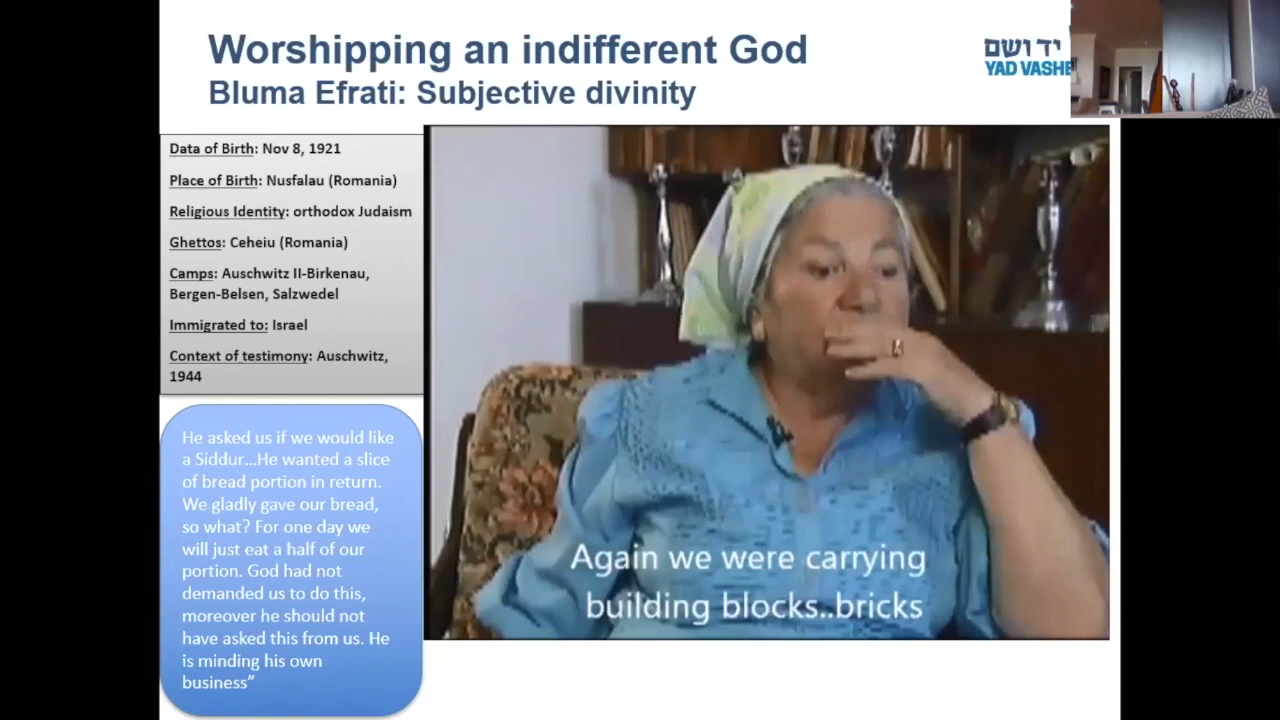 Worshipping an indifferent God
Bluma Efrati: Subjective divinity
יד ושם
YAD VASHE
Data of Birth: Nov 8, 1921
Place of Birth: Nusfalau (Romania)
Religious Identity: orthodox Judaism
Ghettos: Ceheiu (Romania)
Camps: Auschwitz II-Birkenau,
Bergen-Belsen, Salzwedel
Immigrated to: Israel
Context of testimony: Auschwitz,
1944
He asked us if we would like
a Siddur...He wanted a slice
of bread portion in return.
We gladly gave our bread,
so what? For one day we
will just eat a half of our
portion. God had not
demanded us to do this,
moreover he should not
have asked this from us. He
is minding his own
business”
Again we were carrying
building blocks..bricks